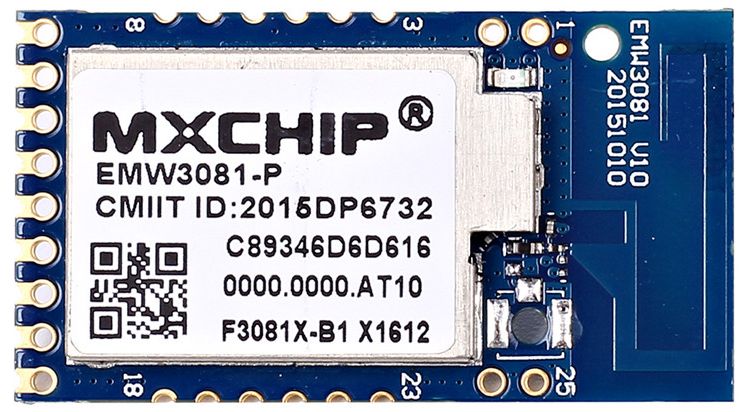 8
3
1
MXCHIP®
EMW3081-P
CMIIT ID:2015DP6732
C89346D6D616
0000.0000.AT10
F3081X-B1 X1612
18
23
25
EMW3081 V10
20151010